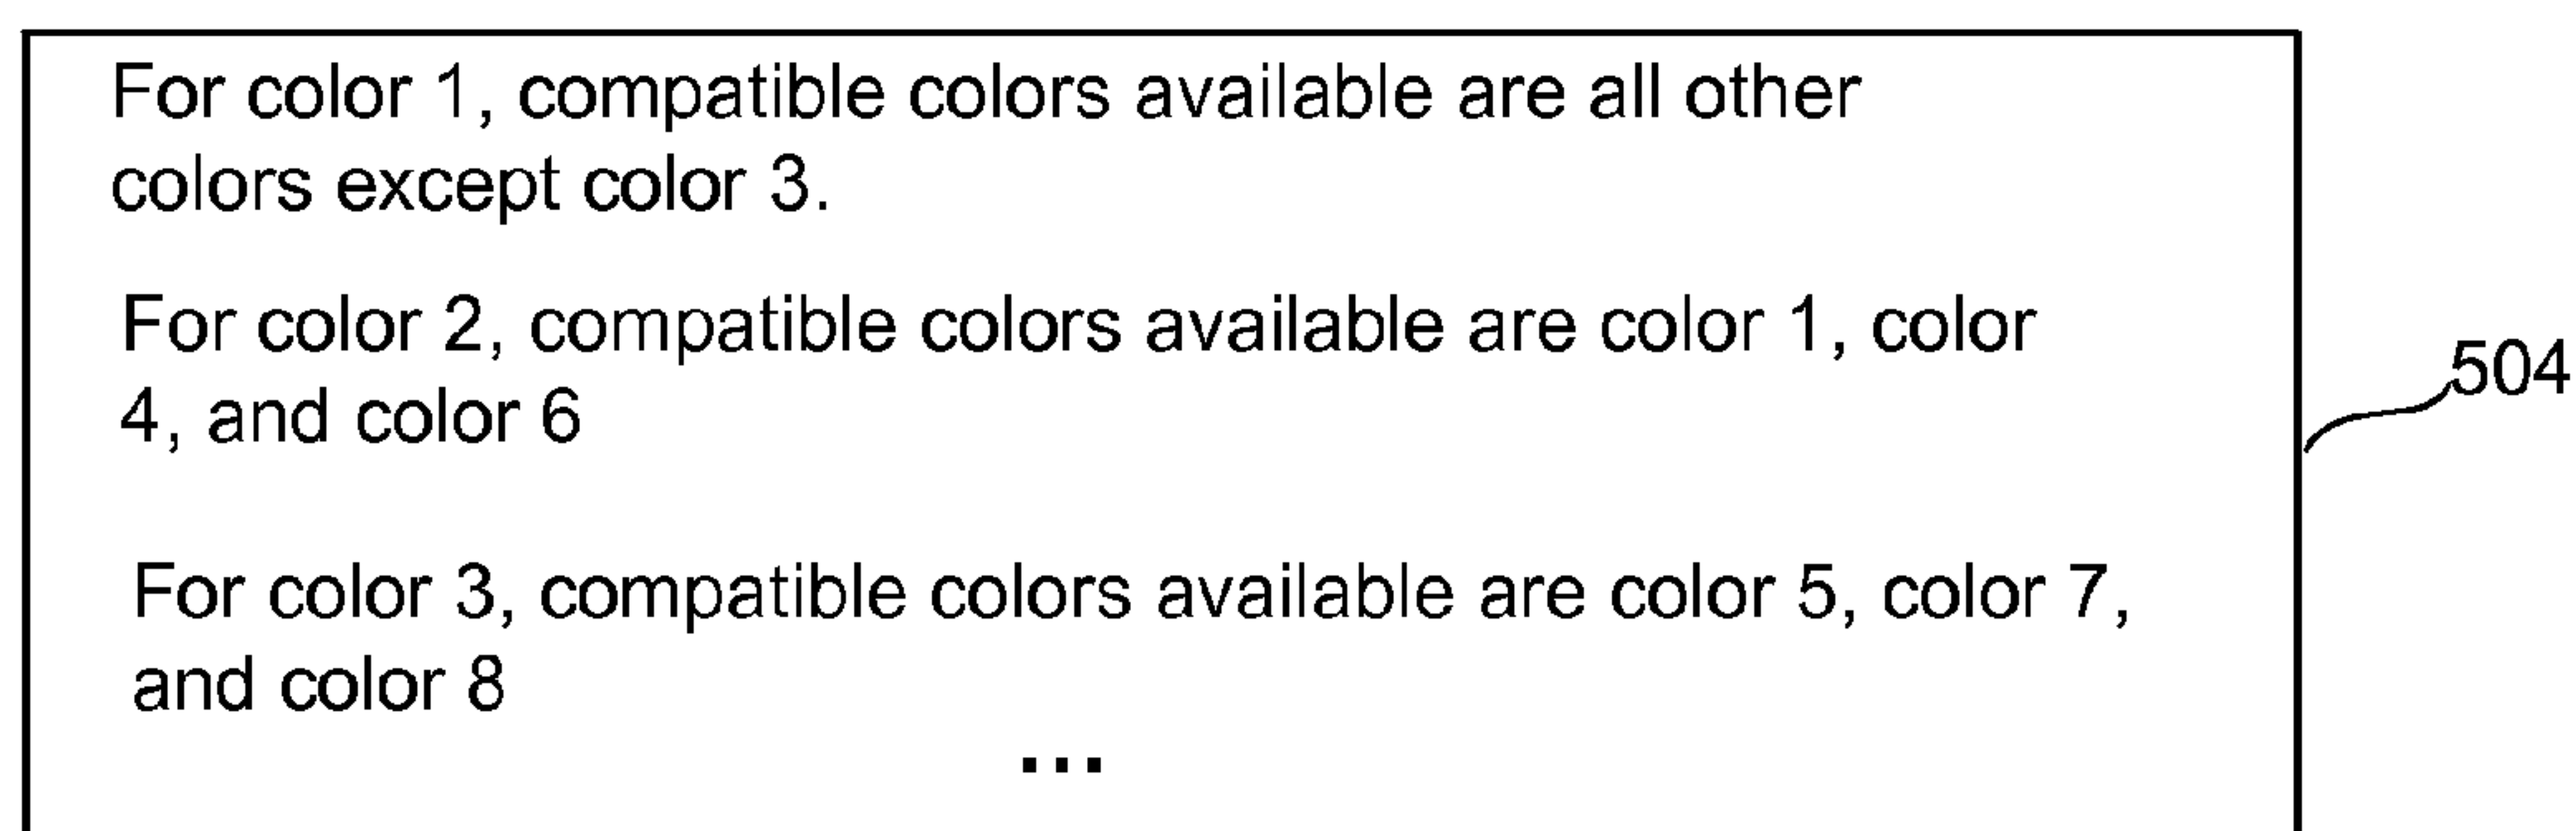 For color 1, compatible colors available are all other
colors except color 3.
For color 2, compatible colors available are color 1, color
4, and color 6
504
For color 3, compatible colors available are color 5, color 7,
and color 8
...